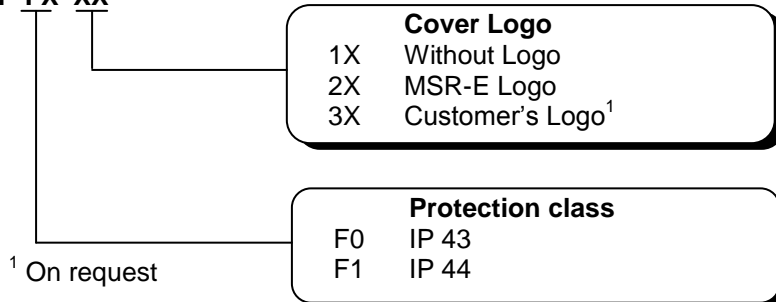 Cover Logo
1X Without Logo
2X MSR-E Logo
3X Customer's Logo¹
Protection class
F0 IP 43
F1 IP 44
¹ On request